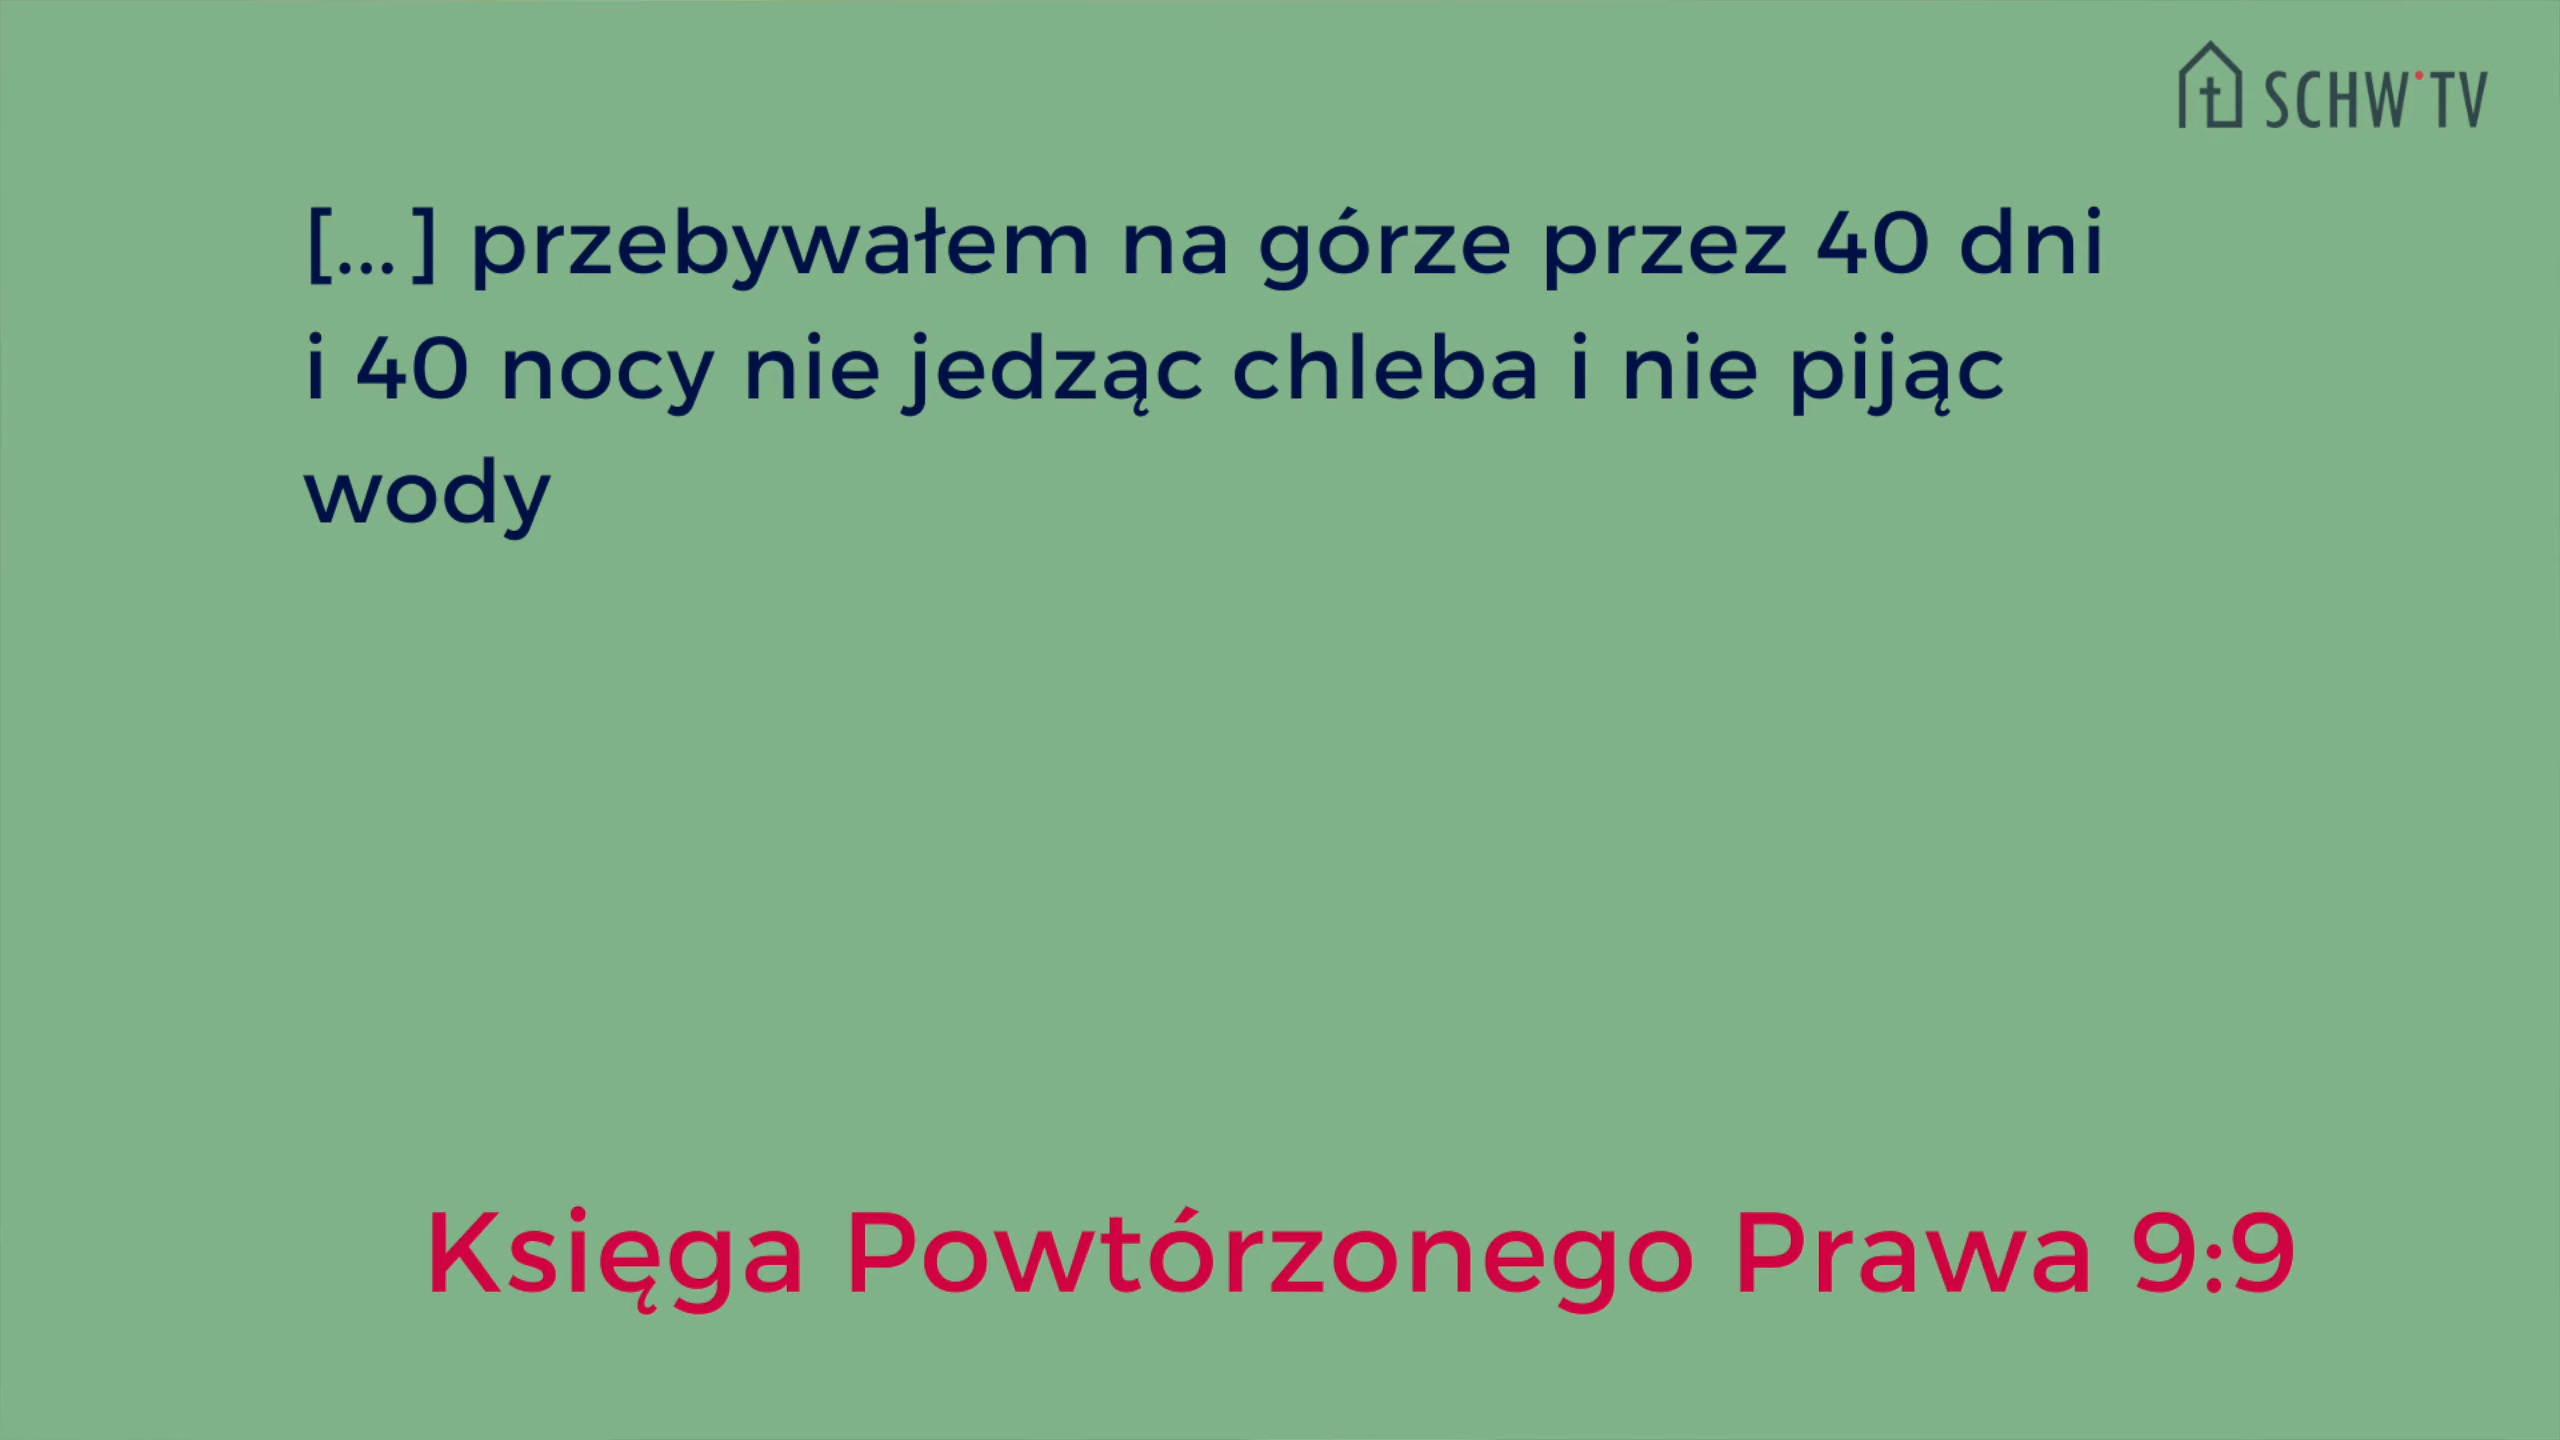 SCHW TV
[...] przebywałem na górze przez 40 dni
i 40 nocy nie jedząc chleba i nie pijąc
wody
Księga Powtórzonego Prawa 9:9